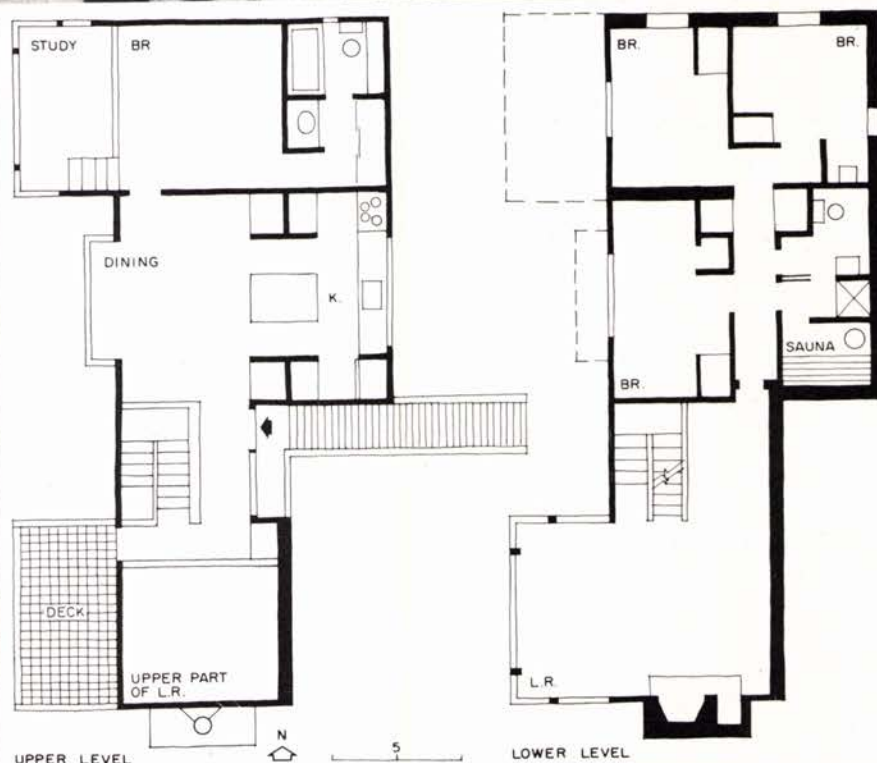 STUDY
BR
DINING
K.
DECK
UPPER PART
OF L.R.
UPPER LEVEL
N
5
BR.
BR.
BR.
SAUNA
L.R.
LOWER LEVEL